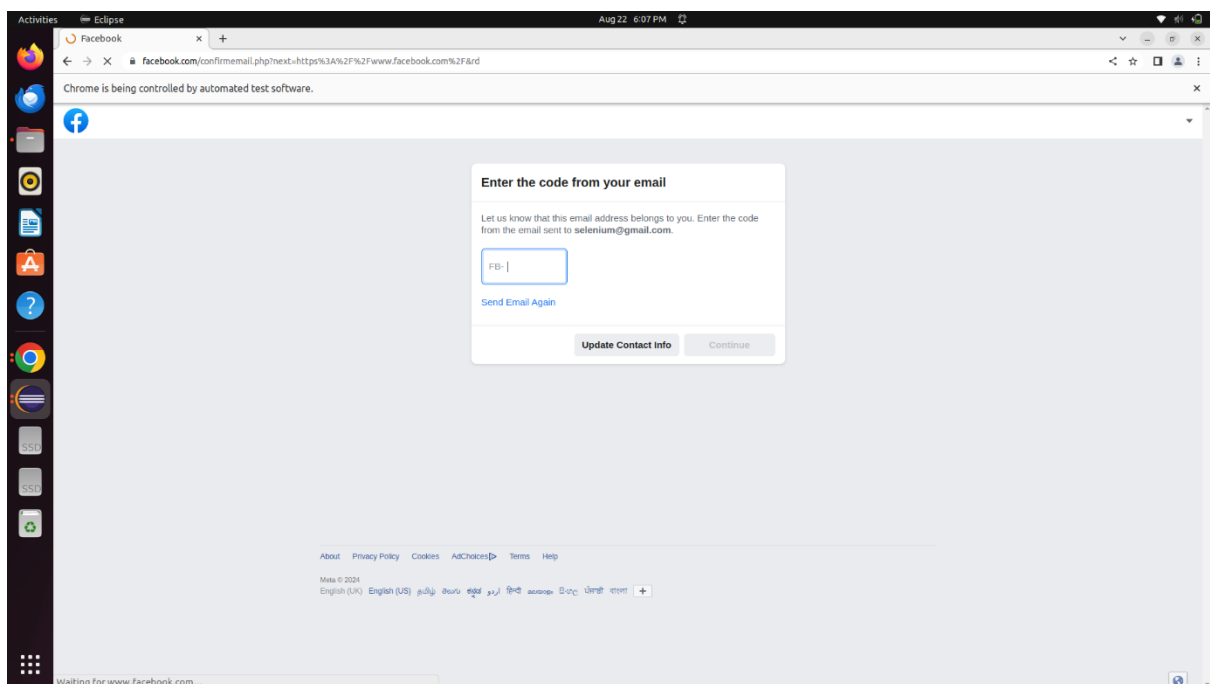 Activities Eclipse Aug 22 6:07 PM
Facebook
facebook.com/confirmemail.php?next=https%3A%2F%2Fwww.facebook.com%2F&rd
Chrome is being controlled by automated test software.
Enter the code from your email
Let us know that this email address belongs to you. Enter the code
from the email sent to selenium@gmail.com.
FB-
Send Email Again
Update Contact Info Continue
SSD
SSD
About Privacy Policy Cookies AdChoices Terms Help
Meta © 2024
English (UK) English (US) தமிழ் తెలుగు ಕನ್ನಡ اردو हिन्दी മലയാളം සිංහල ਪੰਜਾਬੀ বাংলা
Waiting for www.facebook.com...